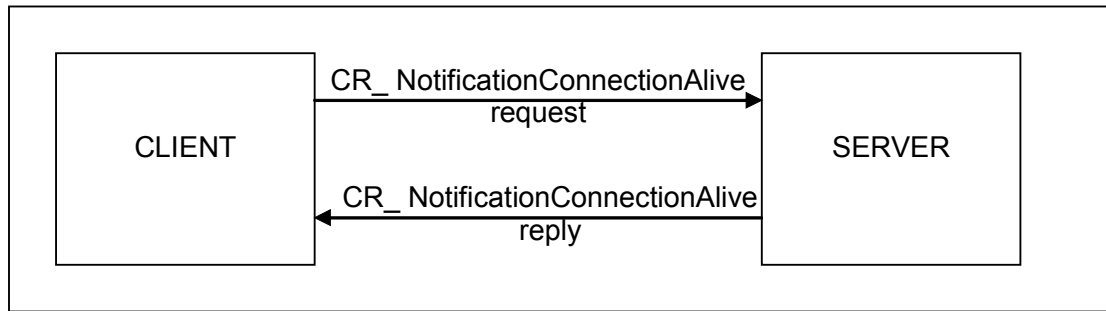 CR_ NotificationConnectionAlive
request
CLIENT
SERVER
CR_ NotificationConnectionAlive
reply